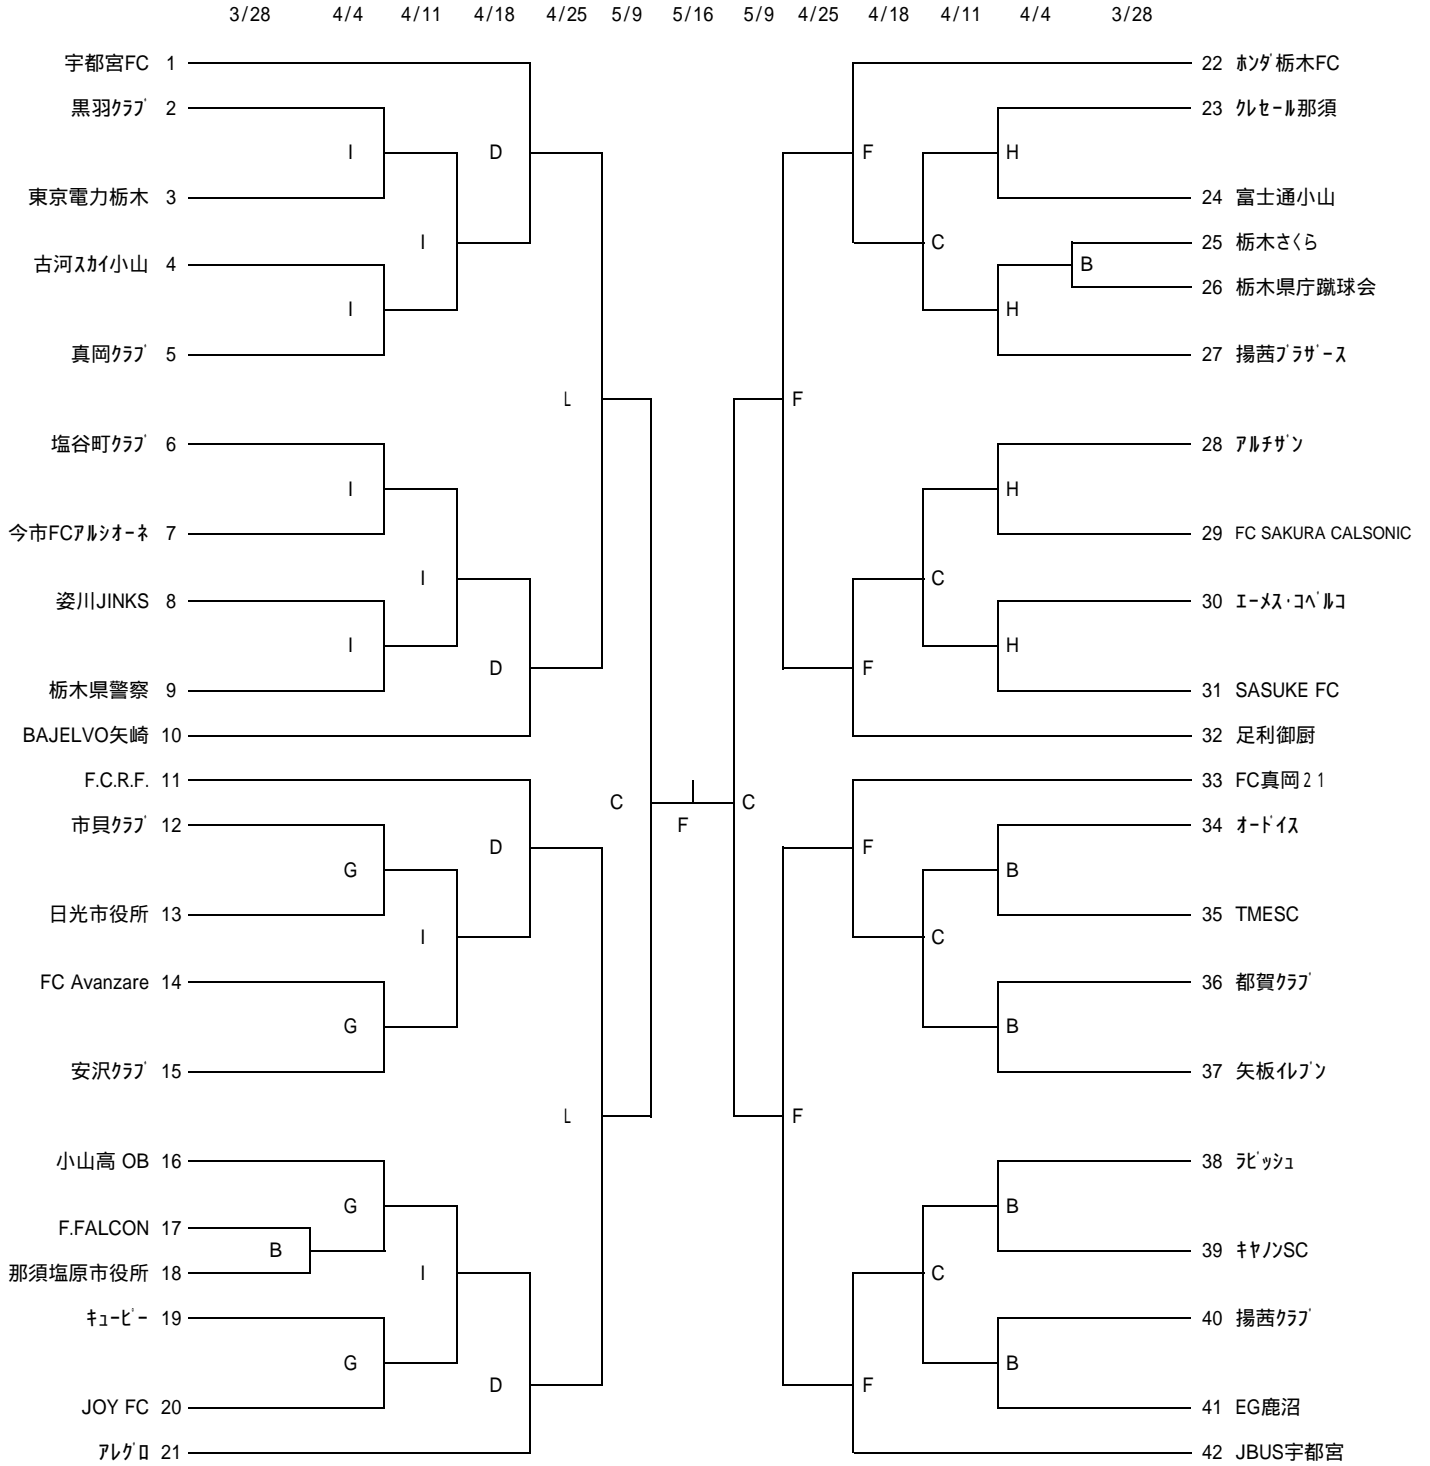 3/28 4/4 4/11 4/18 4/25 5/9 5/16 5/9 4/25 4/18 4/11 4/4 3/28
宇都宮FC 1 22 ﾎﾝﾀﾞ栃木FC
黒羽ｸﾗﾌﾞ 2 23 ｸﾚｾｰﾙ那須
I D F H
東京電力栃木 3 24 富士通小山
I C 25 栃木さくら
古河ｽｶｲ小山 4 B
26 栃木県庁蹴球会
I H
真岡ｸﾗﾌﾞ 5 27 揚茜ﾌﾞﾗｻﾞｰｽ
L F
塩谷町ｸﾗﾌﾞ 6 28 ｱﾙﾁｻﾞﾝ
I H
今市FCｱﾙｼｵｰﾈ 7 29 FC SAKURA CALSONIC
I C
姿川JINKS 8 30 ｴｰﾒｽ･ｺﾍﾞﾙｺ
I H
D F
栃木県警察 9 31 SASUKE FC
BAJELVO矢崎 10 32 足利御厨
F.C.R.F. 11 33 FC真岡２１
C C
市貝ｸﾗﾌﾞ 12 F 34 ｵｰﾄﾞｲｽ
D F
G B
日光市役所 13 35 TMESC
I C
FC Avanzare 14 36 都賀ｸﾗﾌﾞ
G B
安沢ｸﾗﾌﾞ 15 37 矢板ｲﾚﾌﾞﾝ
L F
小山高 OB 16 38 ﾗﾋﾟｯｼｭ
G B
F.FALCON 17
B 39 ｷﾔﾉﾝSC
那須塩原市役所 18 I C
ｷｭｰﾋﾟｰ 19 40 揚茜ｸﾗﾌﾞ
G B
D F
JOY FC 20 41 EG鹿沼
ｱﾚｸﾞﾛ 21 42 JBUS宇都宮